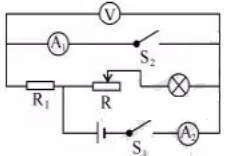 V
A₁
S₂
R₁ R
S₁ A₂